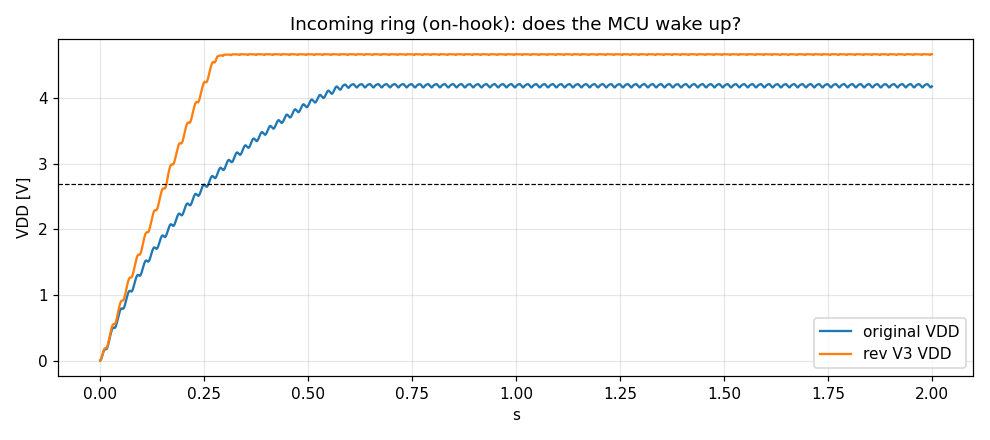 Incoming ring (on-hook): does the MCU wake up?
VDD [V]
4
3
2
1
0
0.00 0.25 0.50 0.75 1.00 1.25 1.50 1.75 2.00
s
original VDD
rev V3 VDD